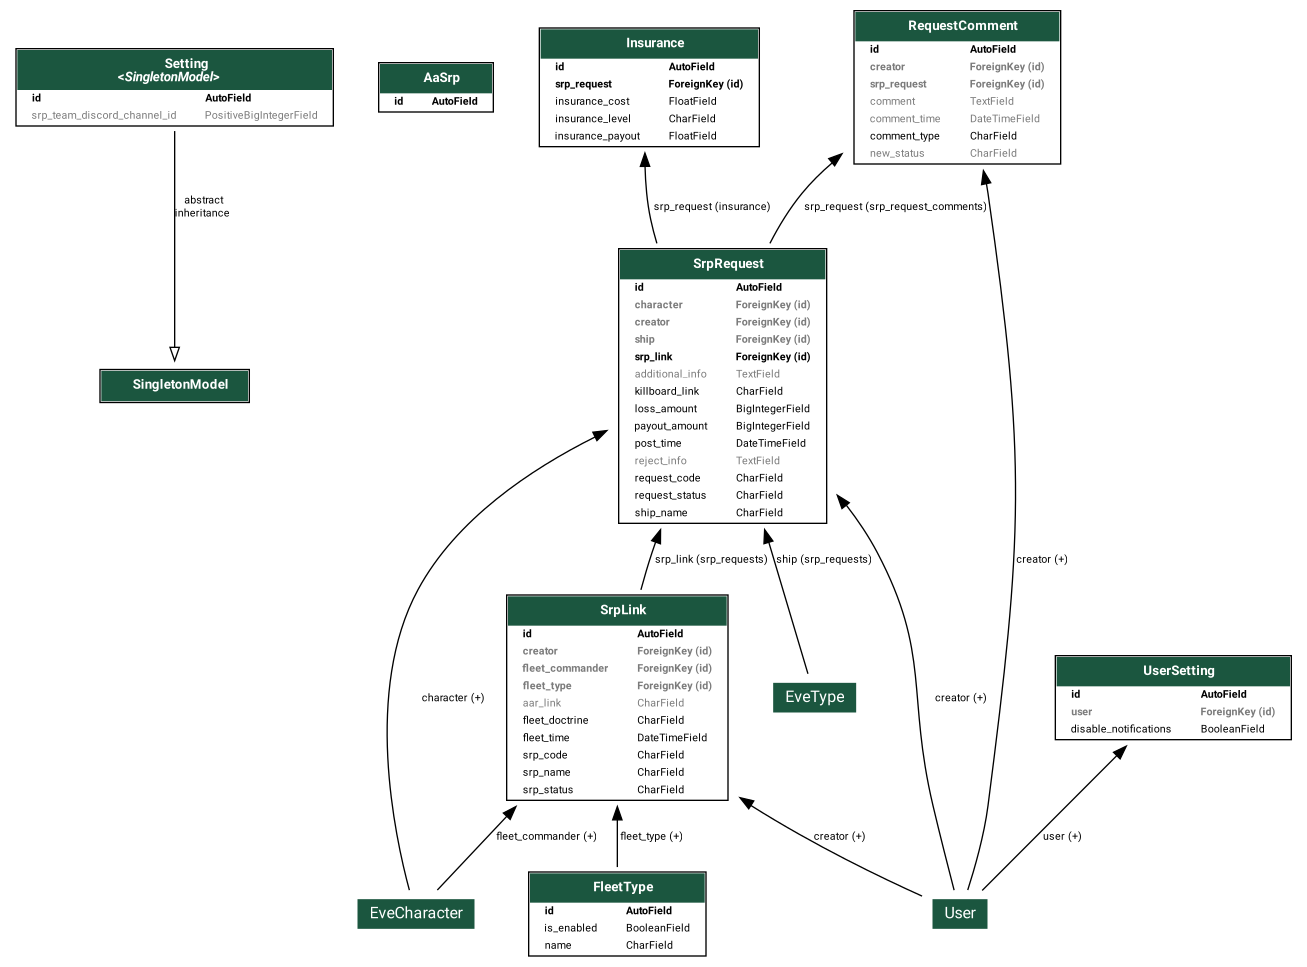 Setting
<SingletonModel>
id AutoField
srp_team_discord_channel_id PositiveBigIntegerField
AaSrp
id AutoField
Insurance
id AutoField
srp_request ForeignKey (id)
insurance_cost FloatField
insurance_level CharField
insurance_payout FloatField
RequestComment
id AutoField
creator ForeignKey (id)
srp_request ForeignKey (id)
comment TextField
comment_time DateTimeField
comment_type CharField
new_status CharField
abstract
inheritance
srp_request (insurance)
srp_request (srp_request_comments)
SrpRequest
id AutoField
character ForeignKey (id)
creator ForeignKey (id)
ship ForeignKey (id)
srp_link ForeignKey (id)
additional_info TextField
killboard_link CharField
loss_amount BigIntegerField
payout_amount BigIntegerField
post_time DateTimeField
reject_info TextField
request_code CharField
request_status CharField
ship_name CharField
SingletonModel
srp_link (srp_requests)
ship (srp_requests)
creator (+)
SrpLink
id AutoField
creator ForeignKey (id)
fleet_commander ForeignKey (id)
fleet_type ForeignKey (id)
aar_link CharField
fleet_doctrine CharField
fleet_time DateTimeField
srp_code CharField
srp_name CharField
srp_status CharField
EveType
UserSetting
id AutoField
user ForeignKey (id)
disable_notifications BooleanField
character (+)
creator (+)
fleet_commander (+)
fleet_type (+)
creator (+)
user (+)
EveCharacter
FleetType
id AutoField
is_enabled BooleanField
name CharField
User